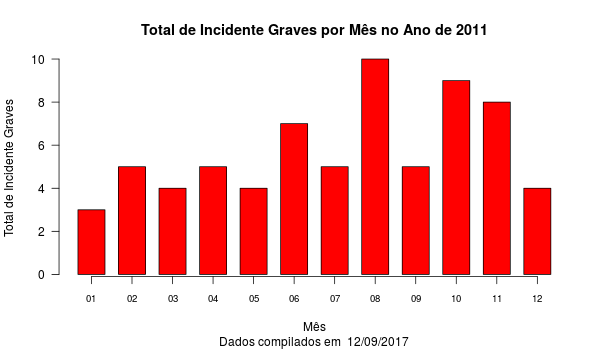 Total de Incidente Graves por Mês no Ano de 2011
Total de Incidente Graves
10
8
6
4
2
0
01 02 03 04 05 06 07 08 09 10 11 12
Mês
Dados compilados em 12/09/2017